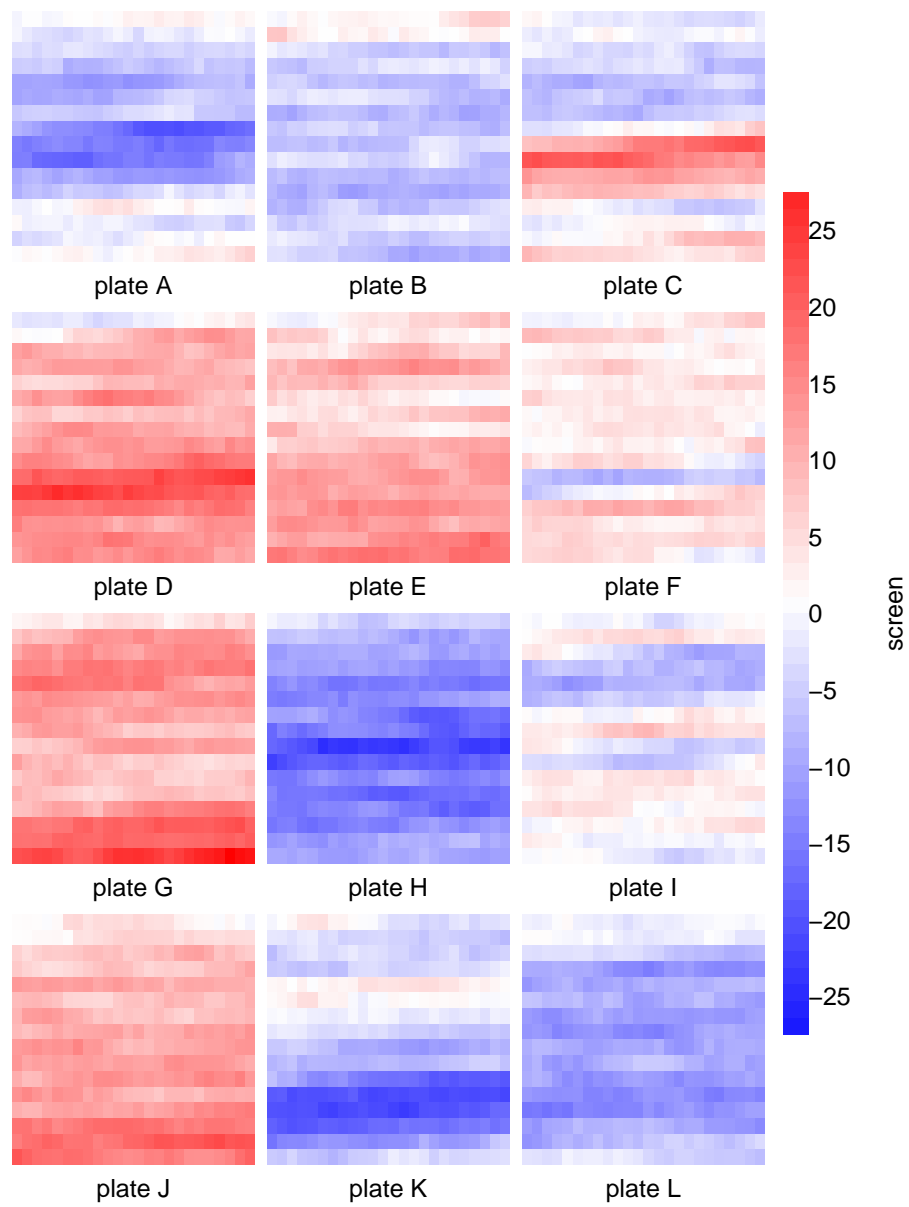 plate A
plate B
plate C
plate D
plate E
plate F
plate G
plate H
plate I
plate J
plate K
plate L
25
20
15
10
5
0
−5
−10
−15
−20
−25
screen